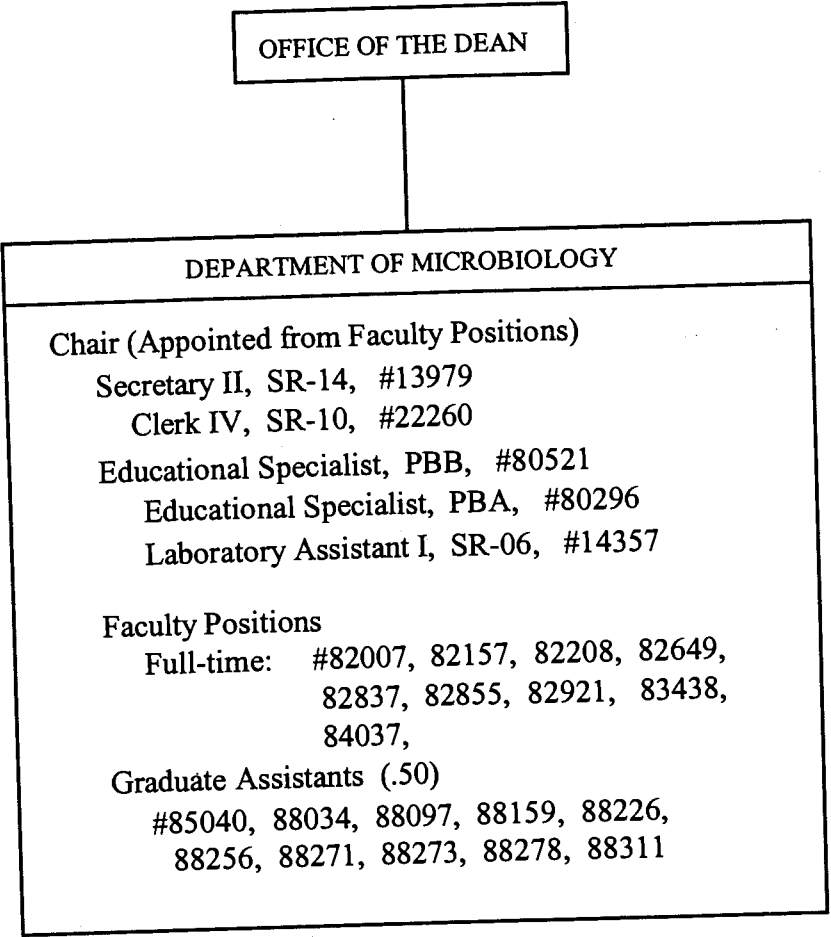 OFFICE OF THE DEAN
DEPARTMENT OF MICROBIOLOGY
Chair (Appointed from Faculty Positions)
Secretary II, SR-14, #13979
Clerk IV, SR-10, #22260
Educational Specialist, PBB, #80521
Educational Specialist, PBA, #80296
Laboratory Assistant I, SR-06, #14357
Faculty Positions
Full-time: #82007, 82157, 82208, 82649,
82837, 82855, 82921, 83438,
84037,
Graduate Assistants (.50)
#85040, 88034, 88097, 88159, 88226,
88256, 88271, 88273, 88278, 88311